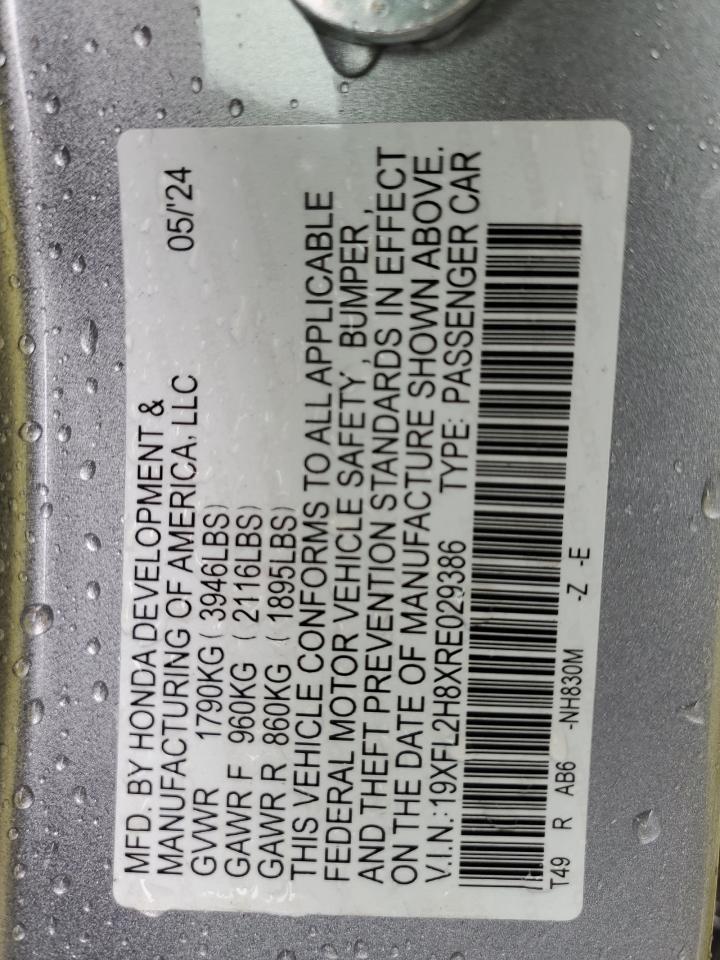 MFD. BY HONDA DEVELOPMENT &
MANUFACTURING OF AMERICA, LLC 05/'24
GVWR 1790KG ( 3946LBS)
GAWR F 960KG ( 2116LBS)
GAWR R 860KG ( 1895LBS)
THIS VEHICLE CONFORMS TO ALL APPLICABLE
FEDERAL MOTOR VEHICLE SAFETY , BUMPER ,
AND THEFT PREVENTION STANDARDS IN EFFECT
ON THE DATE OF MANUFACTURE SHOWN ABOVE.
V.I.N.:19XFL2H8XRE029386 TYPE: PASSENGER CAR
T49 R AB6 -NH830M -Z -E